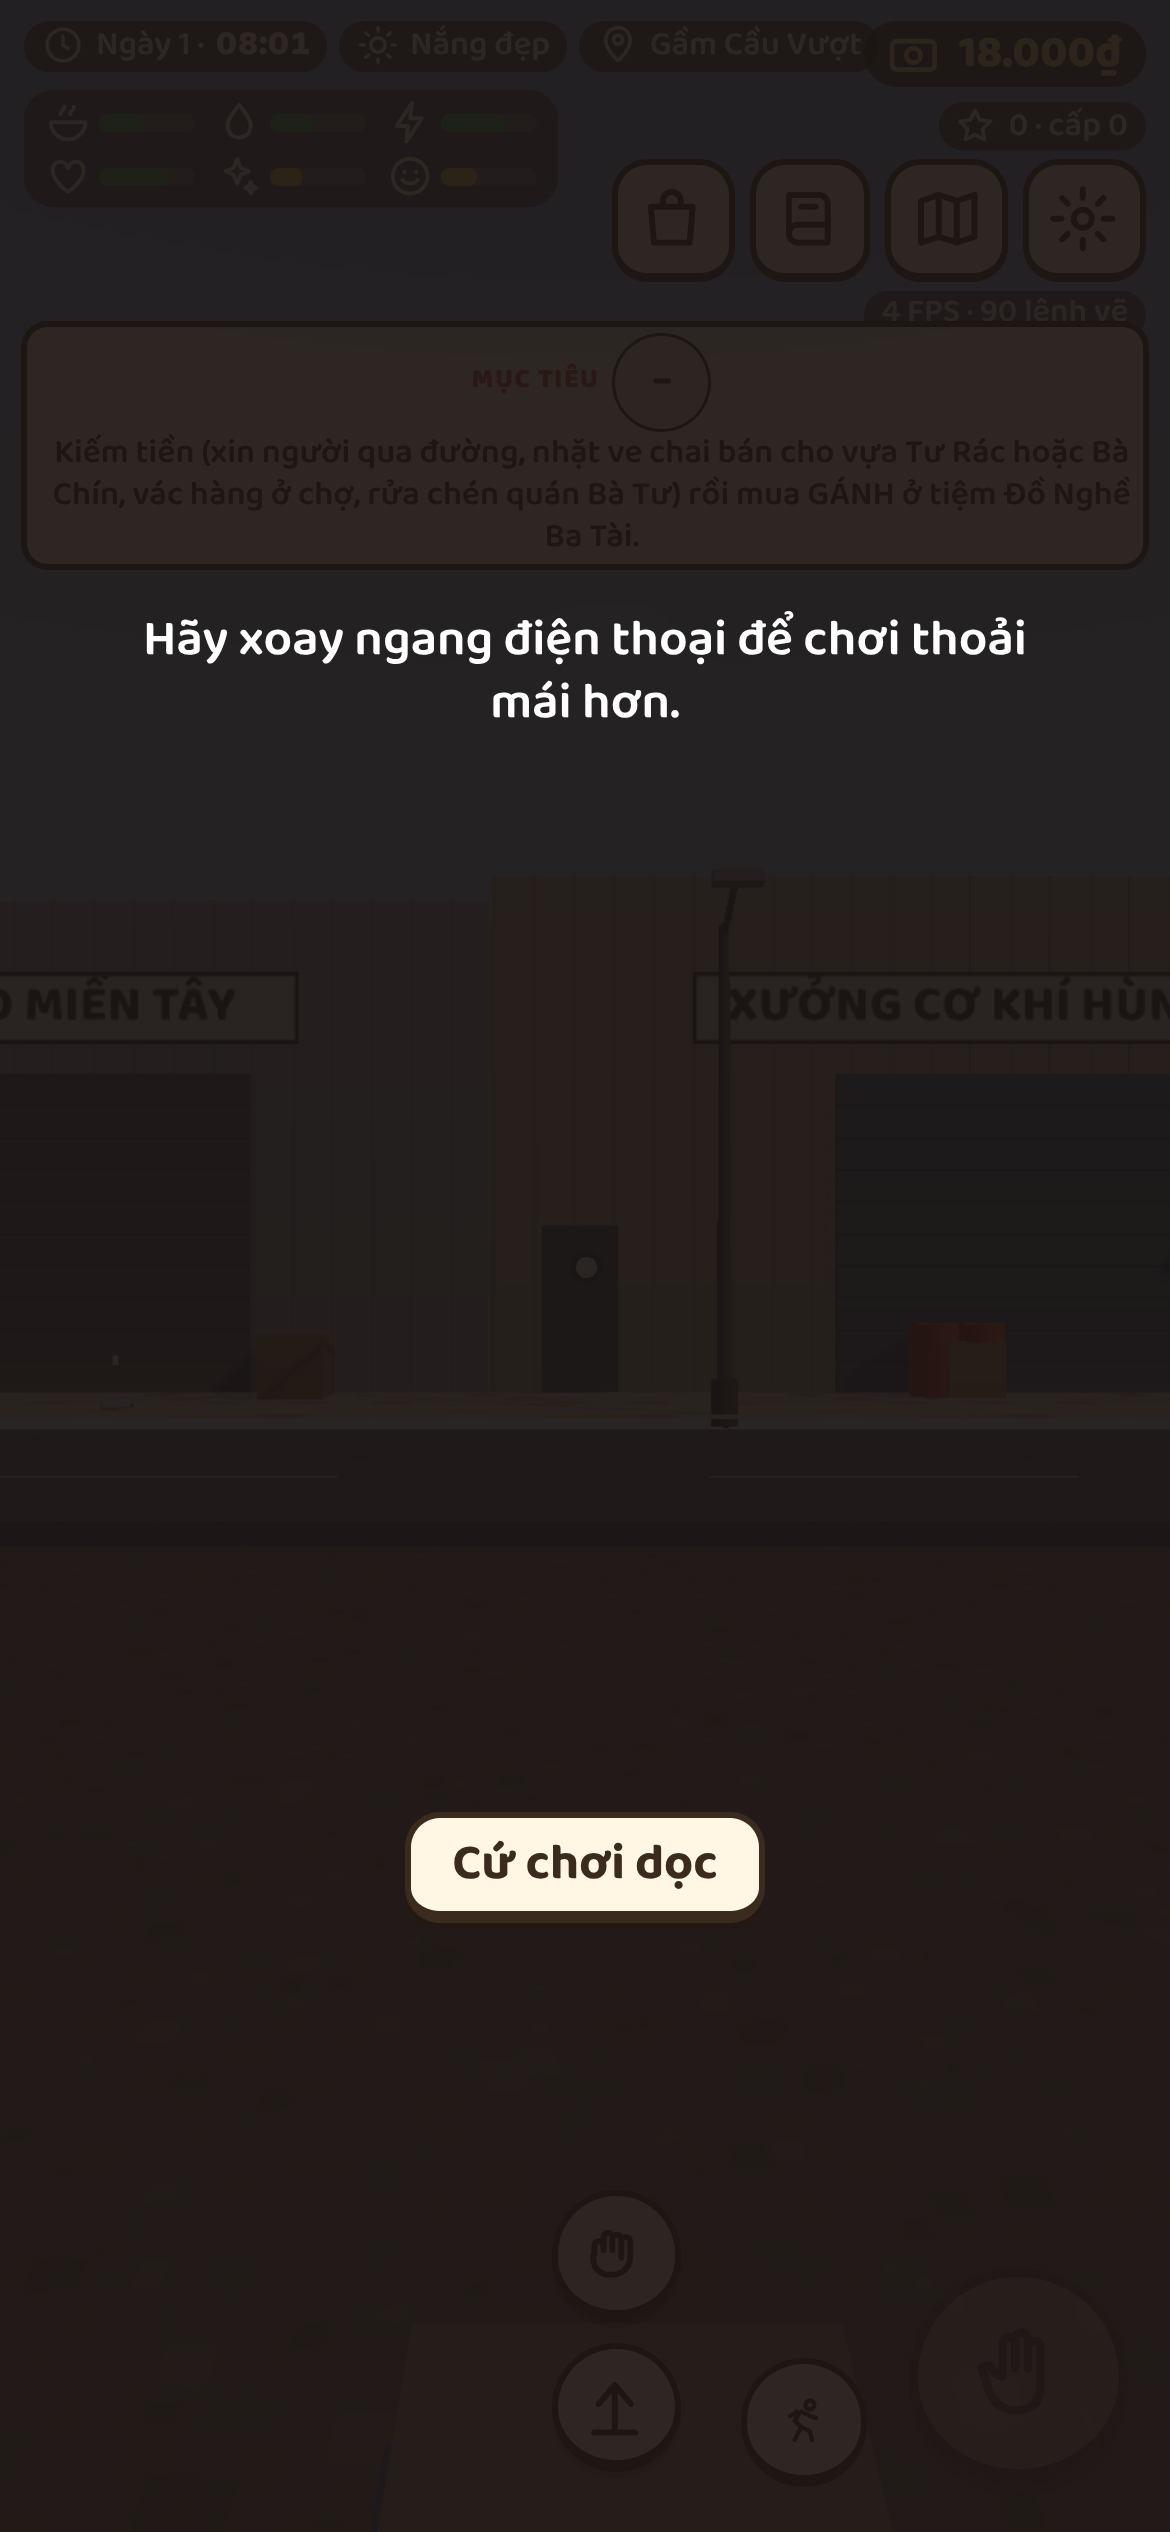 Ngày 1 · 08:01
Nắng đẹp
Gầm Cầu Vượt
18.000₫
0 · cấp 0
4 FPS · 90 lệnh vẽ
MỤC TIÊU
Kiếm tiền (xin người qua đường, nhặt ve chai bán cho vựa Tư Rác hoặc Bà
Chín, vác hàng ở chợ, rửa chén quán Bà Tư) rồi mua GÁNH ở tiệm Đồ Nghề
Ba Tài.
Hãy xoay ngang điện thoại để chơi thoải
mái hơn.
MIỀN TÂY
XƯỞNG CƠ KHÍ
Cứ chơi dọc